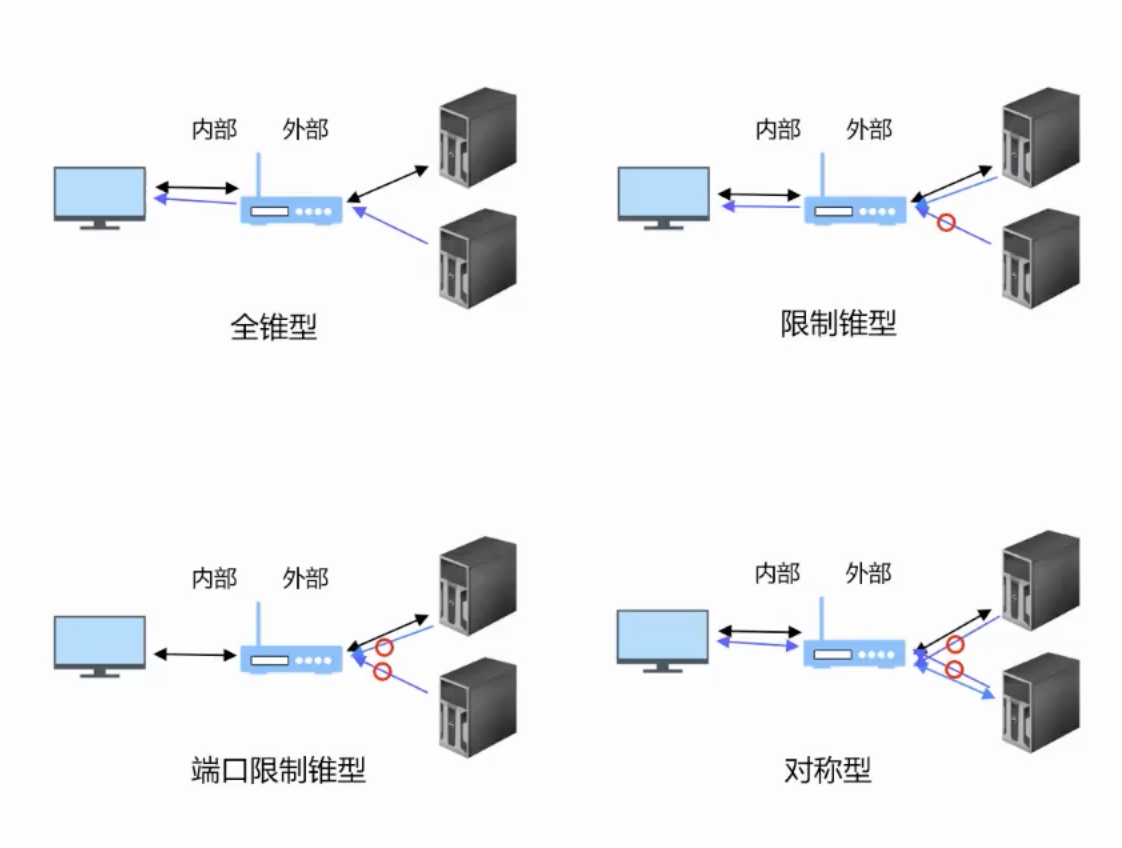 内部 外部
内部 外部
全锥型
限制锥型
内部 外部
内部 外部
端口限制锥型
对称型